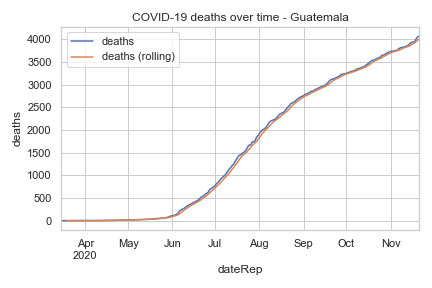 COVID-19 deaths over time - Guatemala
deaths
deaths (rolling)
4000
3500
3000
2500
2000
1500
1000
500
0
deaths
Apr
2020
May
Jun
Jul
Aug
Sep
Oct
Nov
dateRep